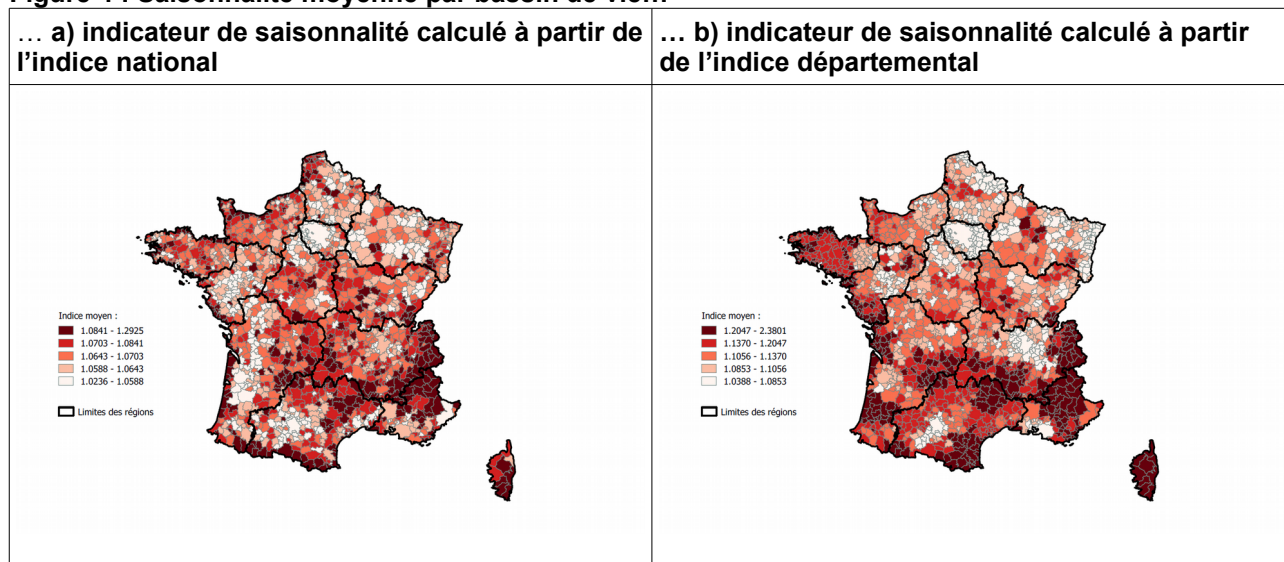 … a) indicateur de saisonnalité calculé à partir de
l’indice national
… b) indicateur de saisonnalité calculé à partir
de l’indice départemental
Indice moyen :
1.0841 - 1.2925
1.0703 - 1.0841
1.0643 - 1.0703
1.0588 - 1.0643
1.0236 - 1.0588
Limites des régions
Indice moyen :
1.2047 - 2.3801
1.1370 - 1.2047
1.1056 - 1.1370
1.0853 - 1.1056
1.0388 - 1.0853
Limites des régions